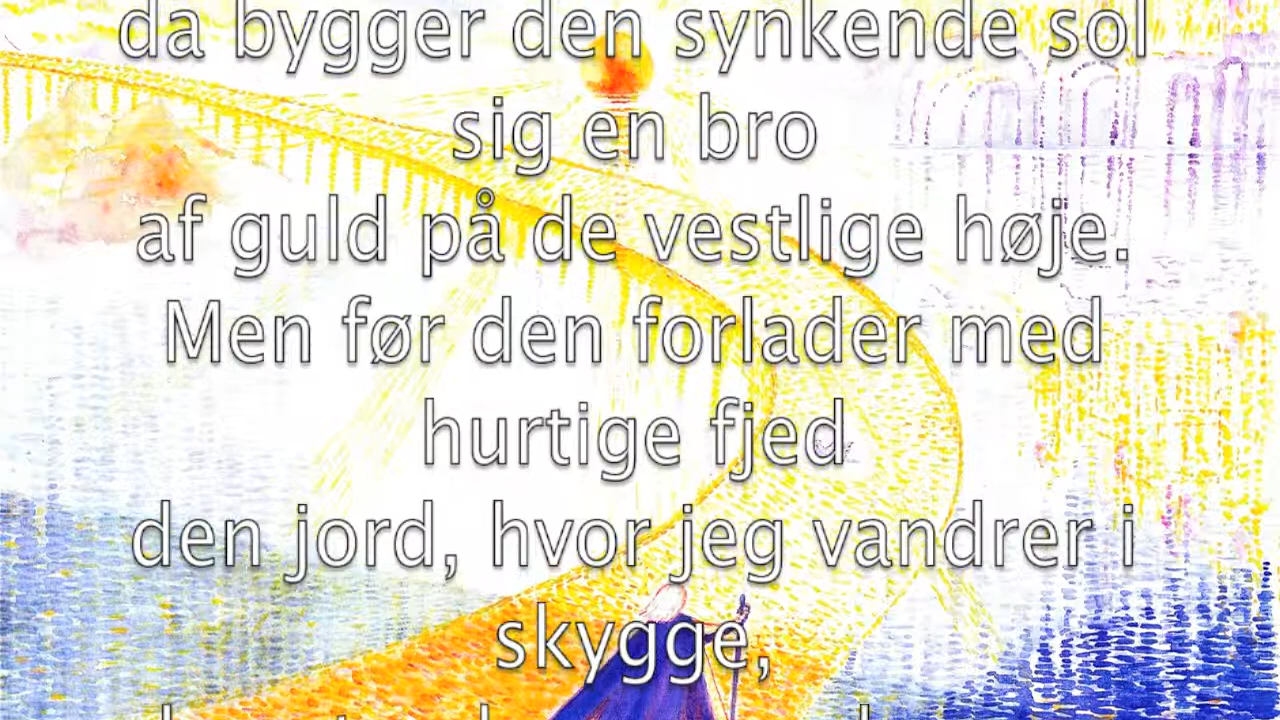 da bygger den synkende sol
sig en bro
af guld på de vestlige høje.
Men før den forlader med
hurtige fjed
den jord, hvor jeg vandrer i
skygge,